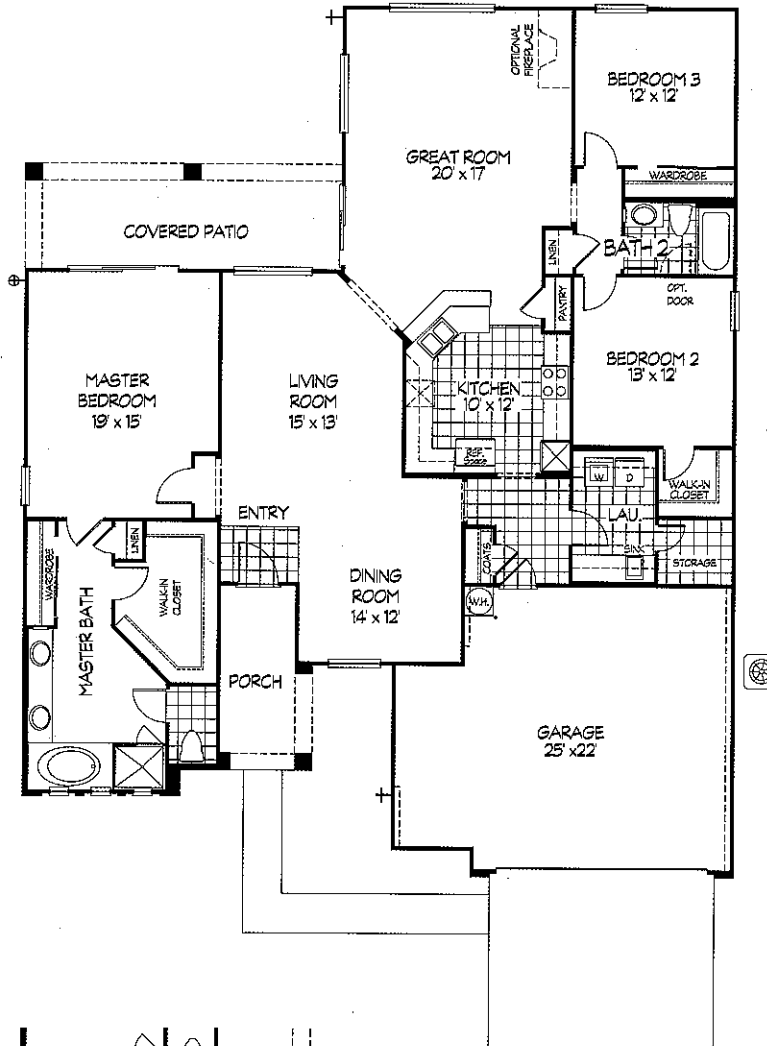 OPTIONAL
FIREPLACE
BEDROOM 3
12' x 12'
GREAT ROOM
20' x 17'
WARDROBE
COVERED PATIO
LINEN
BATH 2
OPT.
DOOR
PANTRY
MASTER
BEDROOM
19' x 15'
LIVING
ROOM
15' x 13'
KITCHEN
10' x 12'
BEDROOM 2
13' x 12'
REF.
Space
W
D
WALK-IN
CLOSET
ENTRY
LAU.
LINEN
WARDROBE
WALK-IN
CLOSET
COATS
SINK
STORAGE
DINING
ROOM
14' x 12'
W.H.
MASTER BATH
PORCH
GARAGE
25' x22'